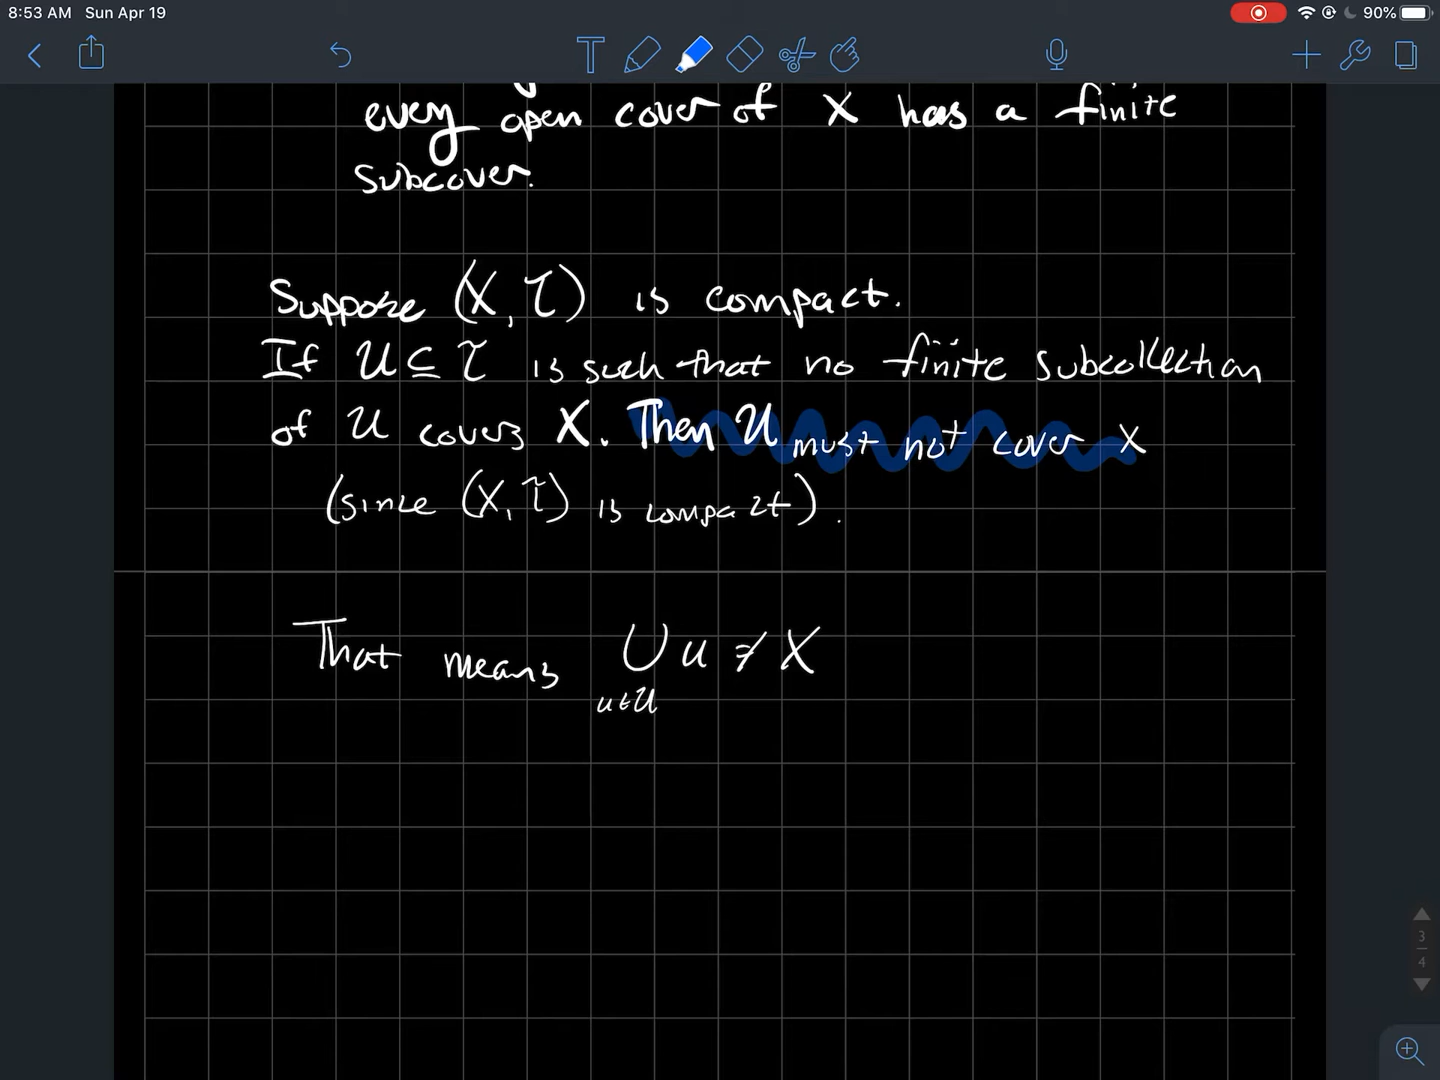 8:53 AM Sun Apr 19
90%
every open cover of X has a finite
subcover.
Suppose (X, τ) is compact.
If U ⊆ τ is such that no finite subcollection
of U covers X. Then U must not cover X
(since (X, τ) is compact).
That means ⋃ u ≠ X
u∈U
3
4